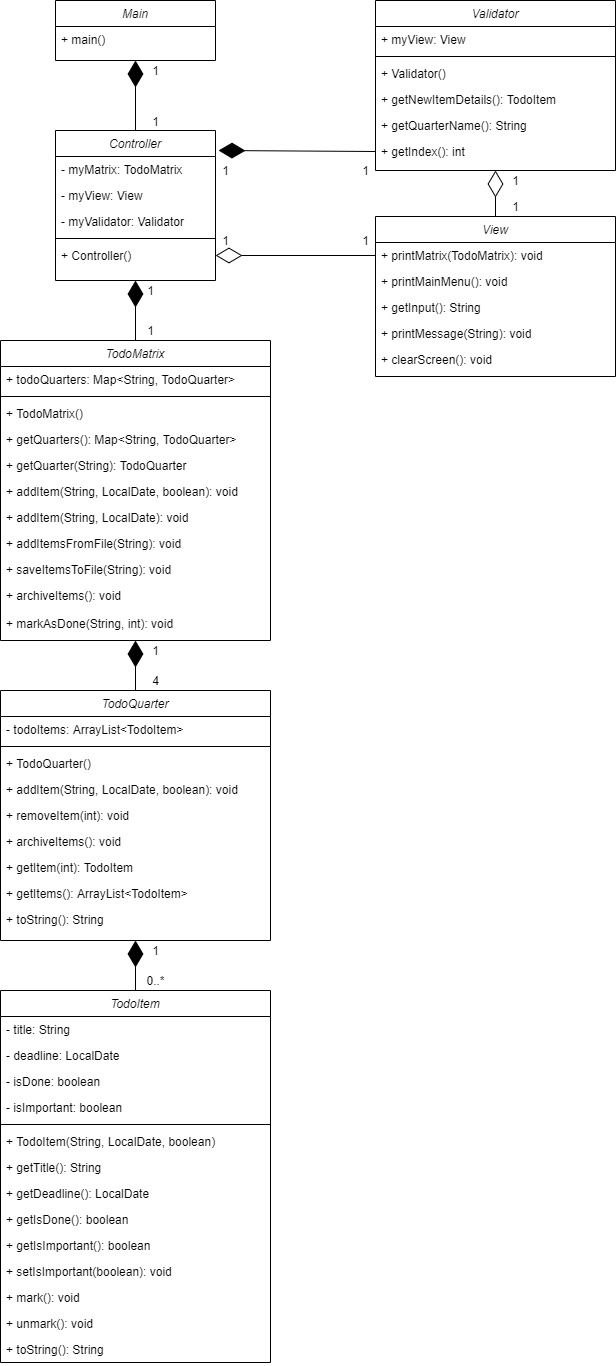 Main
+ main()
1
1
Controller
- myMatrix: TodoMatrix
- myView: View
- myValidator: Validator
+ Controller()
1
1
1
1
Validator
+ myView: View
+ Validator()
+ getNewItemDetails(): TodoItem
+ getQuarterName(): String
+ getIndex(): int
1
1
View
+ printMatrix(TodoMatrix): void
+ printMainMenu(): void
+ getInput(): String
+ printMessage(String): void
+ clearScreen(): void
1
1
TodoMatrix
+ todoQuarters: Map<String, TodoQuarter>
+ TodoMatrix()
+ getQuarters(): Map<String, TodoQuarter>
+ getQuarter(String): TodoQuarter
+ addItem(String, LocalDate, boolean): void
+ addItem(String, LocalDate): void
+ addItemsFromFile(String): void
+ saveItemsToFile(String): void
+ archiveItems(): void
+ markAsDone(String, int): void
1
4
TodoQuarter
- todoItems: ArrayList<TodoItem>
+ TodoQuarter()
+ addItem(String, LocalDate, boolean): void
+ removeItem(int): void
+ archiveItems(): void
+ getItem(int): TodoItem
+ getItems(): ArrayList<TodoItem>
+ toString(): String
1
0..*
TodoItem
- title: String
- deadline: LocalDate
- isDone: boolean
- isImportant: boolean
+ TodoItem(String, LocalDate, boolean)
+ getTitle(): String
+ getDeadline(): LocalDate
+ getIsDone(): boolean
+ getIsImportant(): boolean
+ setIsImportant(boolean): void
+ mark(): void
+ unmark(): void
+ toString(): String